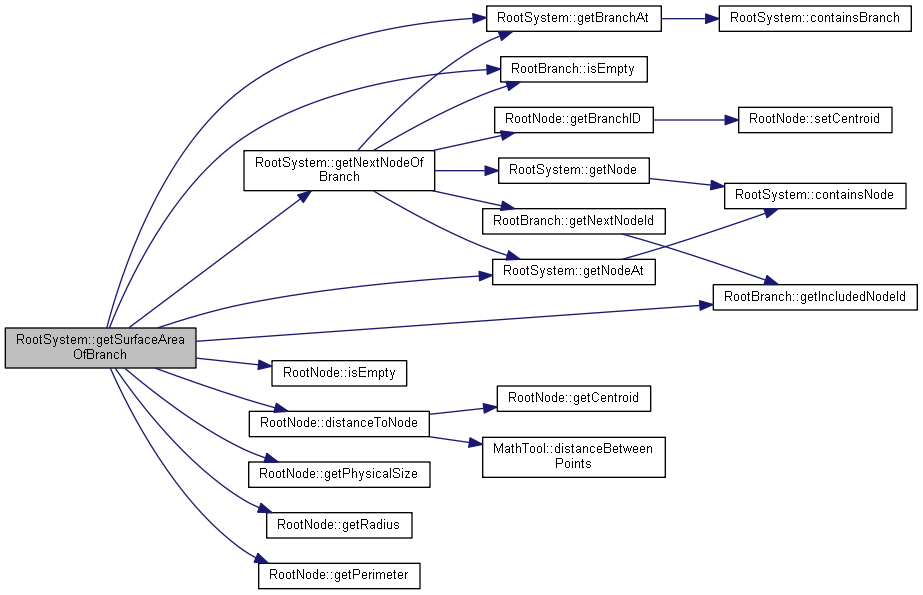 RootSystem::getBranchAt
RootSystem::containsBranch
RootBranch::isEmpty
RootNode::getBranchID
RootNode::setCentroid
RootSystem::getNextNodeOf
Branch
RootSystem::getNode
RootSystem::containsNode
RootBranch::getNextNodeId
RootSystem::getNodeAt
RootBranch::getIncludedNodeId
RootSystem::getSurfaceArea
OfBranch
RootNode::isEmpty
RootNode::getCentroid
RootNode::distanceToNode
MathTool::distanceBetween
Points
RootNode::getPhysicalSize
RootNode::getRadius
RootNode::getPerimeter